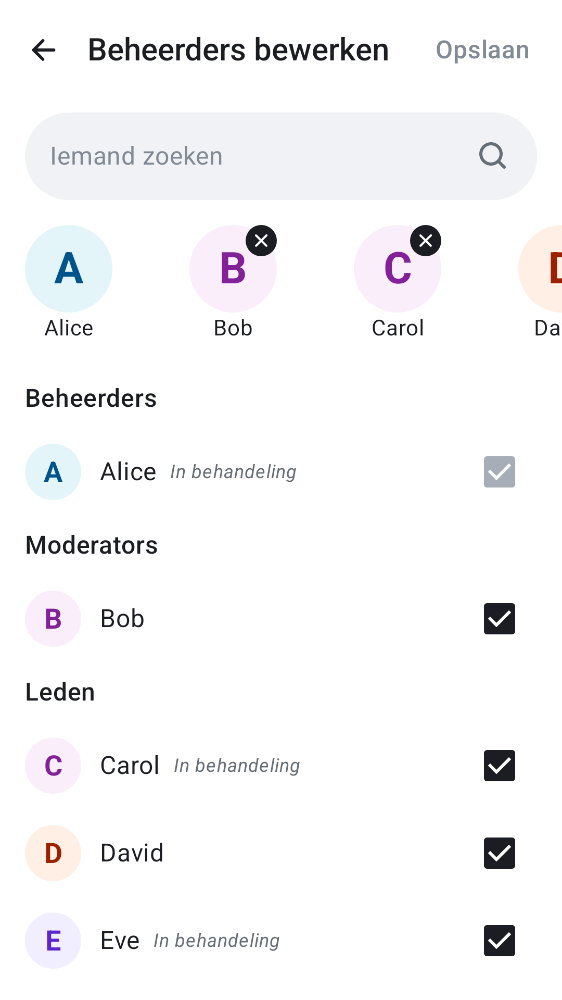 Beheerders bewerken Opslaan
Iemand zoeken
A B C D
Alice Bob Carol Da
Beheerders
A Alice In behandeling
Moderators
B Bob
Leden
C Carol In behandeling
D David
E Eve In behandeling